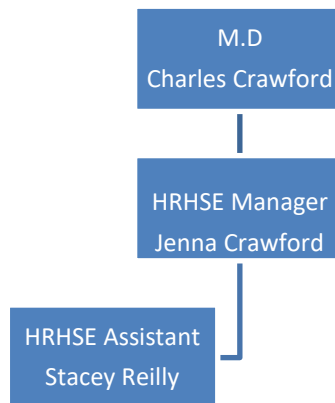 M.D
Charles Crawford
HRHSE Manager
Jenna Crawford
HRHSE Assistant
Stacey Reilly